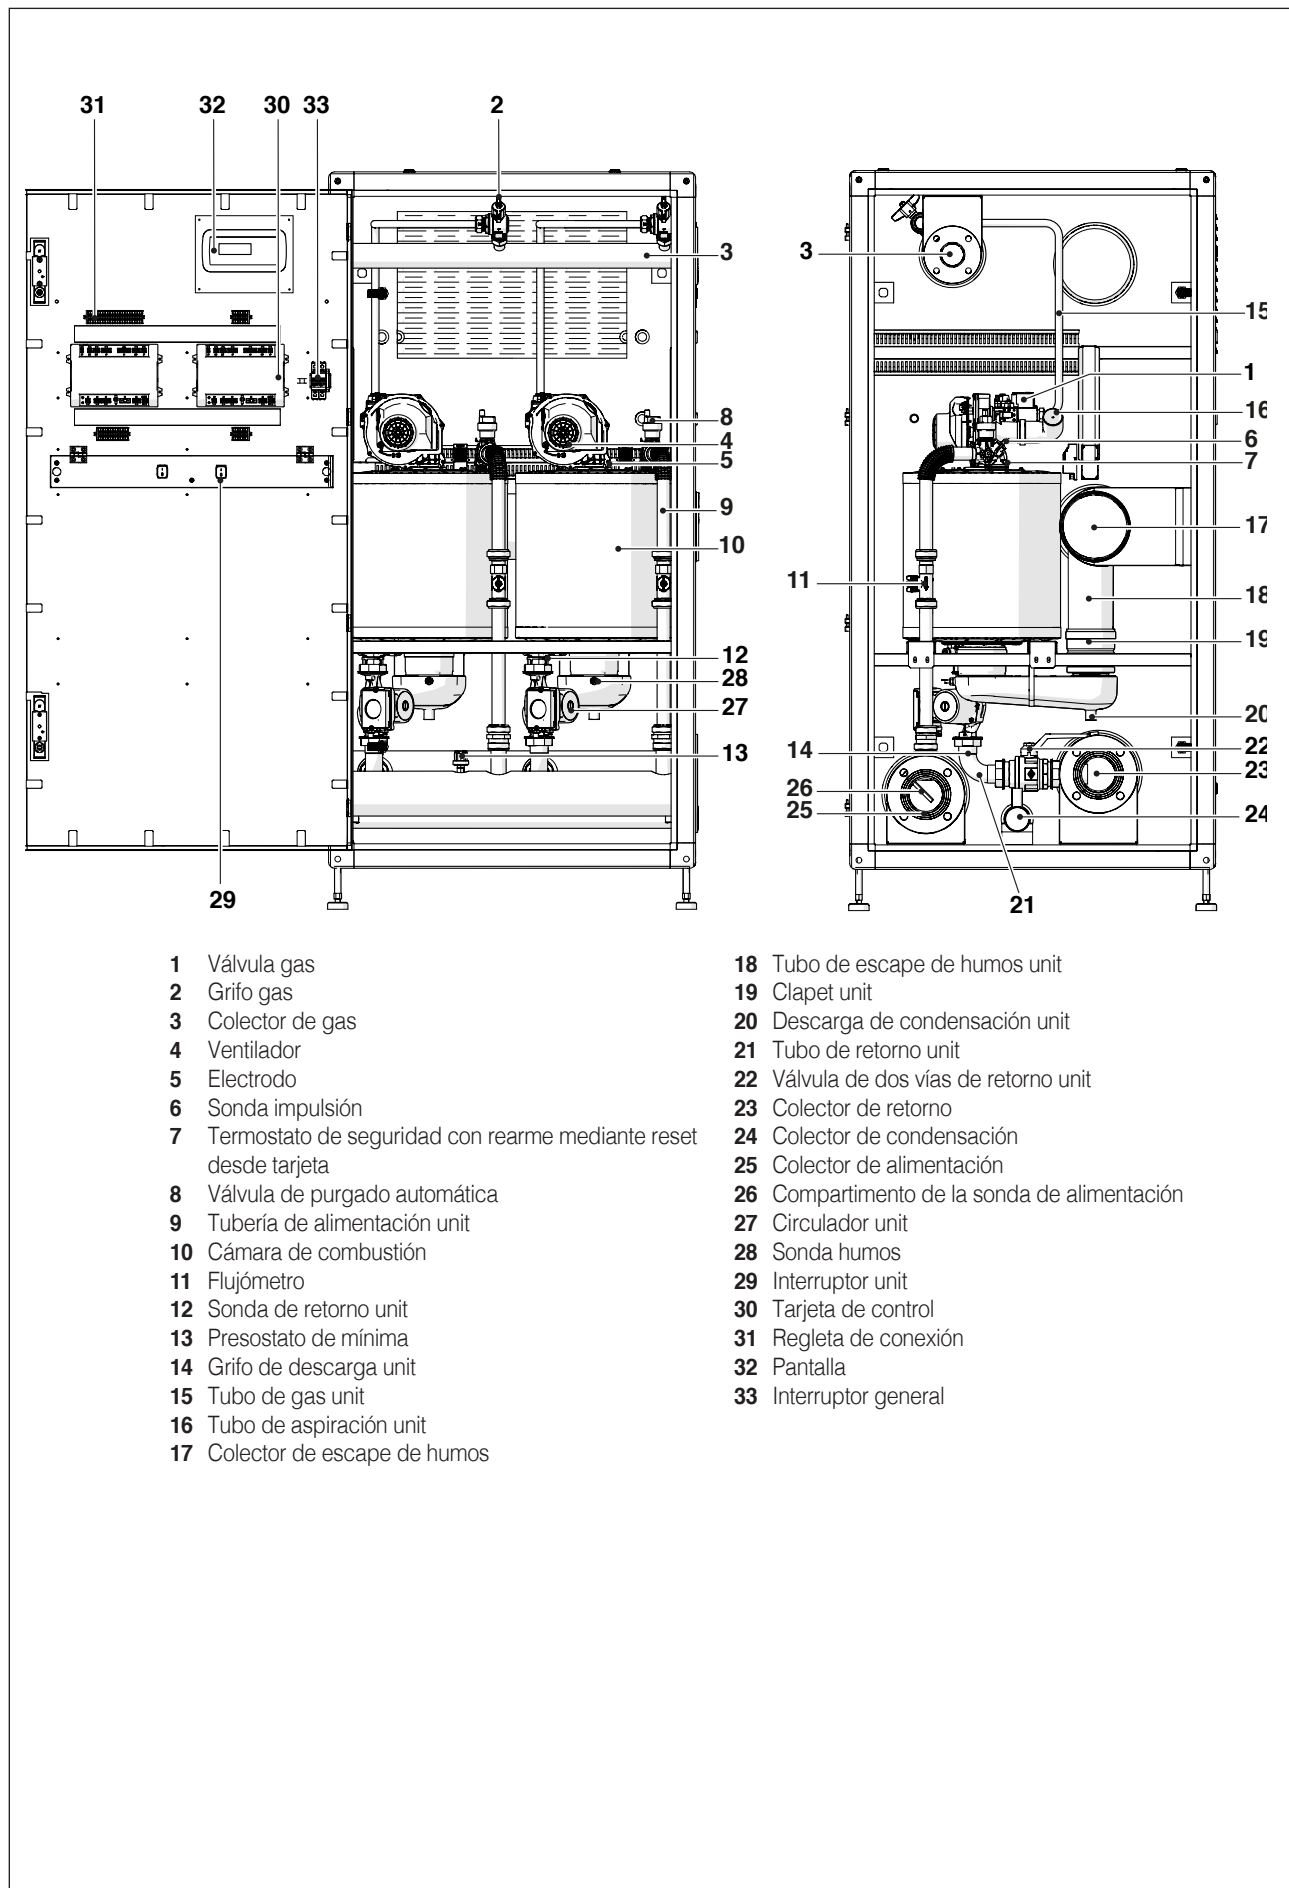 31 32 30 33 2
3 3
15
1
8 16
4 6
5 7
9 17
10
11 18
19
12
28
27 20
13 14 22
26 23
25 24
29 21
1 Válvula gas
2 Grifo gas
3 Colector de gas
4 Ventilador
5 Electrodo
6 Sonda impulsión
7 Termostato de seguridad con rearme mediante reset
desde tarjeta
8 Válvula de purgado automática
9 Tubería de alimentación unit
10 Cámara de combustión
11 Flujómetro
12 Sonda de retorno unit
13 Presostato de mínima
14 Grifo de descarga unit
15 Tubo de gas unit
16 Tubo de aspiración unit
17 Colector de escape de humos
18 Tubo de escape de humos unit
19 Clapet unit
20 Descarga de condensación unit
21 Tubo de retorno unit
22 Válvula de dos vías de retorno unit
23 Colector de retorno
24 Colector de condensación
25 Colector de alimentación
26 Compartimento de la sonda de alimentación
27 Circulador unit
28 Sonda humos
29 Interruptor unit
30 Tarjeta de control
31 Regleta de conexión
32 Pantalla
33 Interruptor general